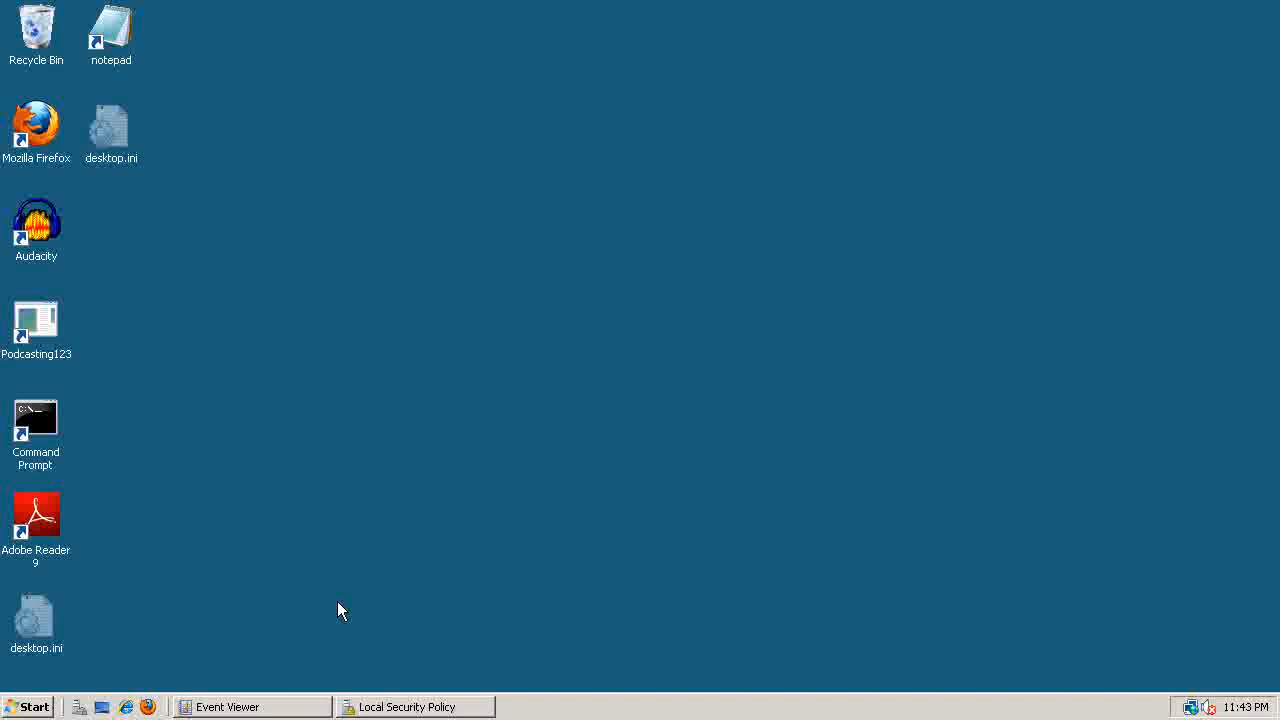 Recycle Bin
notepad
Mozilla Firefox
desktop.ini
Audacity
Podcasting123
C:\_
Command
Prompt
Adobe Reader
9
desktop.ini
Start
Event Viewer
Local Security Policy
11:43 PM